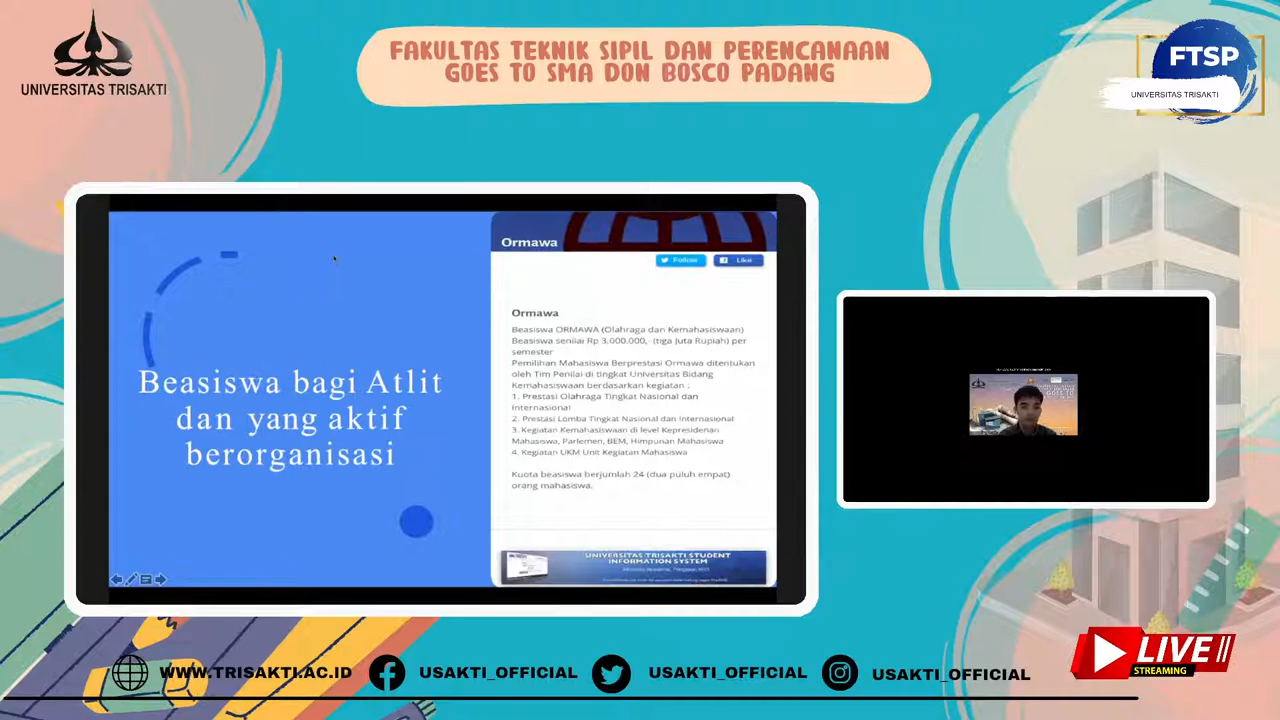 UNIVERSITAS TRISAKTI
FAKULTAS TEKNIK SIPIL DAN PERENCANAAN
GOES TO SMA DON BOSCO PADANG
FTSP
UNIVERSITAS TRISAKTI
Beasiswa bagi Atlit
dan yang aktif
berorganisasi
Ormawa
Follow
Like
Ormawa
Beasiswa ORMAWA (Olahraga dan Kemahasiswaan)
Beasiswa senilai Rp 3.000.000,- (tiga Juta Rupiah) per
semester
Pemilihan Mahasiswa Berprestasi Ormawa ditentukan
oleh Tim Penilai di tingkat Universitas Bidang
Kemahasiswaan berdasarkan kegiatan ;
1. Prestasi Olahraga Tingkat Nasional dan
Internasional
2. Prestasi Lomba Tingkat Nasional dan Internasional
3. Kegiatan Kemahasiswaan di level Kepresidenan
Mahasiswa, Parlemen, BEM, Himpunan Mahasiswa
4. Kegiatan UKM Unit Kegiatan Mahasiswa
Kuota beasiswa berjumlah 24 (dua puluh empat)
orang mahasiswa.
UNIVERSITAS TRISAKTI STUDENT
INFORMATION SYSTEM
LIVE
STREAMING
WWW.TRISAKTI.AC.ID
USAKTI_OFFICIAL
USAKTI_OFFICIAL
USAKTI_OFFICIAL